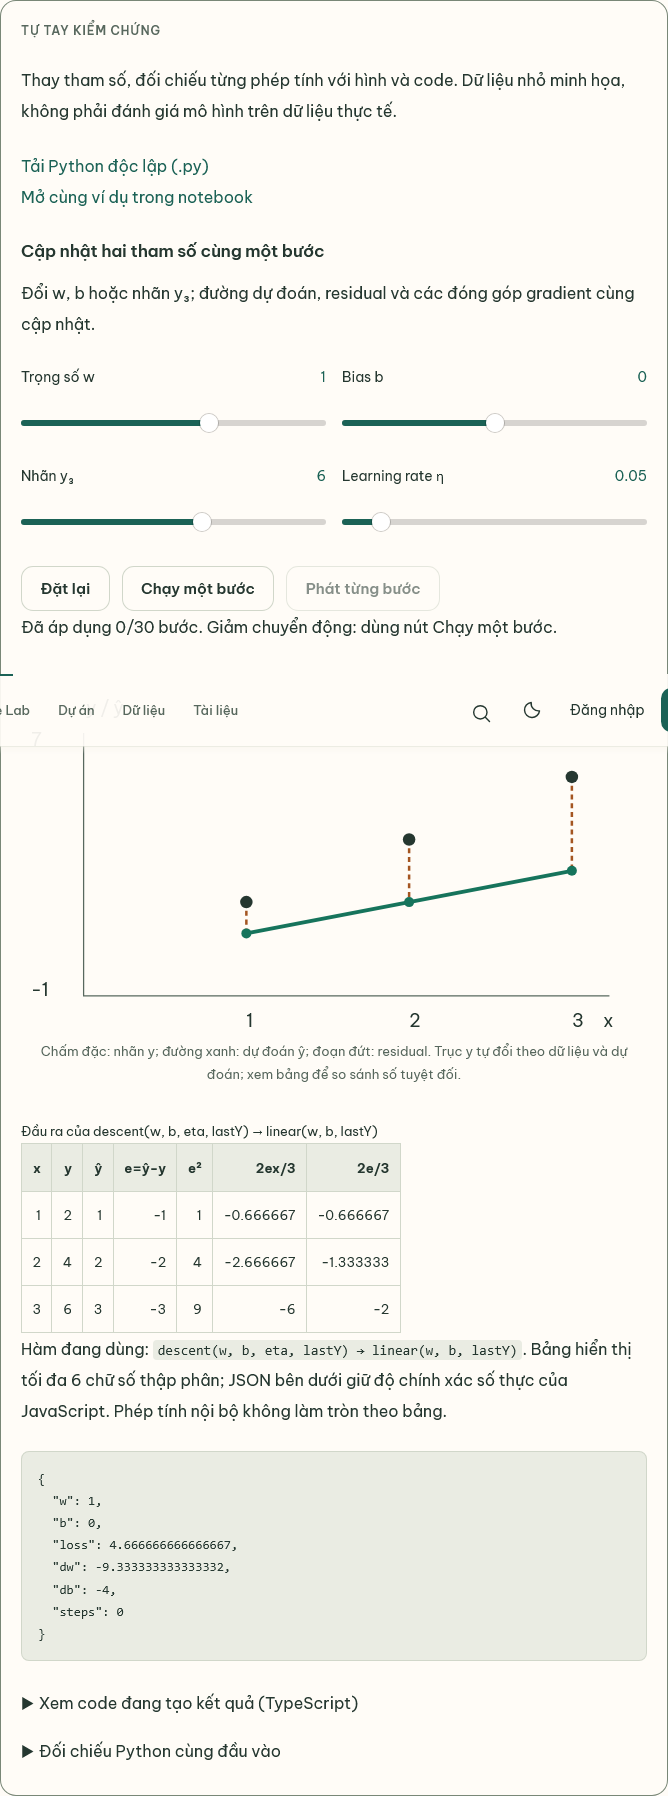 TỰ TAY KIỂM CHỨNG
Thay tham số, đối chiếu từng phép tính với hình và code. Dữ liệu nhỏ minh họa,
không phải đánh giá mô hình trên dữ liệu thực tế.
Tải Python độc lập (.py)
Mở cùng ví dụ trong notebook
Cập nhật hai tham số cùng một bước
Đổi w, b hoặc nhãn y₃; đường dự đoán, residual và các đóng góp gradient cùng
cập nhật.
Trọng số w 1 Bias b 0
Nhãn y₃ 6 Learning rate η 0.05
Đặt lại Chạy một bước Phát từng bước
Đã áp dụng 0/30 bước. Giảm chuyển động: dùng nút Chạy một bước.
Lab Dự án / ŷ Dữ liệu Tài liệu Đăng nhập
7
-1
1 2 3 x
Chấm đặc: nhãn y; đường xanh: dự đoán ŷ; đoạn đứt: residual. Trục y tự đổi theo dữ liệu và dự
đoán; xem bảng để so sánh số tuyệt đối.
Đầu ra của descent(w, b, eta, lastY) → linear(w, b, lastY)
x y ŷ e=ŷ-y e² 2ex/3 2e/3
1 2 1 -1 1 -0.666667 -0.666667
2 4 2 -2 4 -2.666667 -1.333333
3 6 3 -3 9 -6 -2
Hàm đang dùng: descent(w, b, eta, lastY) → linear(w, b, lastY). Bảng hiển thị
tối đa 6 chữ số thập phân; JSON bên dưới giữ độ chính xác số thực của
JavaScript. Phép tính nội bộ không làm tròn theo bảng.
{
"w": 1,
"b": 0,
"loss": 4.666666666666667,
"dw": -9.333333333333332,
"db": -4,
"steps": 0
}
▶ Xem code đang tạo kết quả (TypeScript)
▶ Đối chiếu Python cùng đầu vào